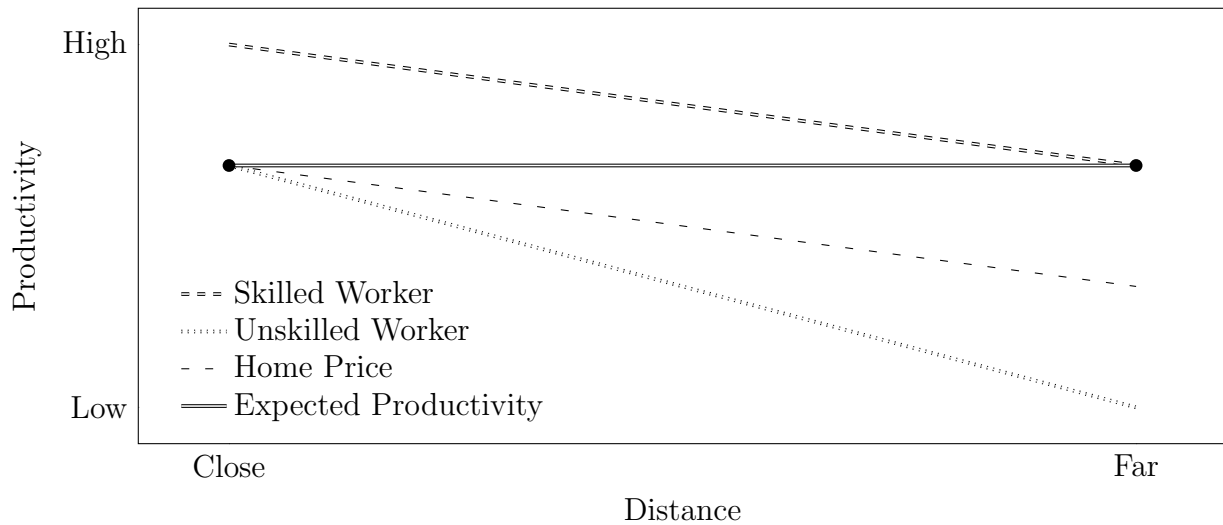 High
Productivity
Skilled Worker
Unskilled Worker
Home Price
Expected Productivity
Low
Close
Far
Distance